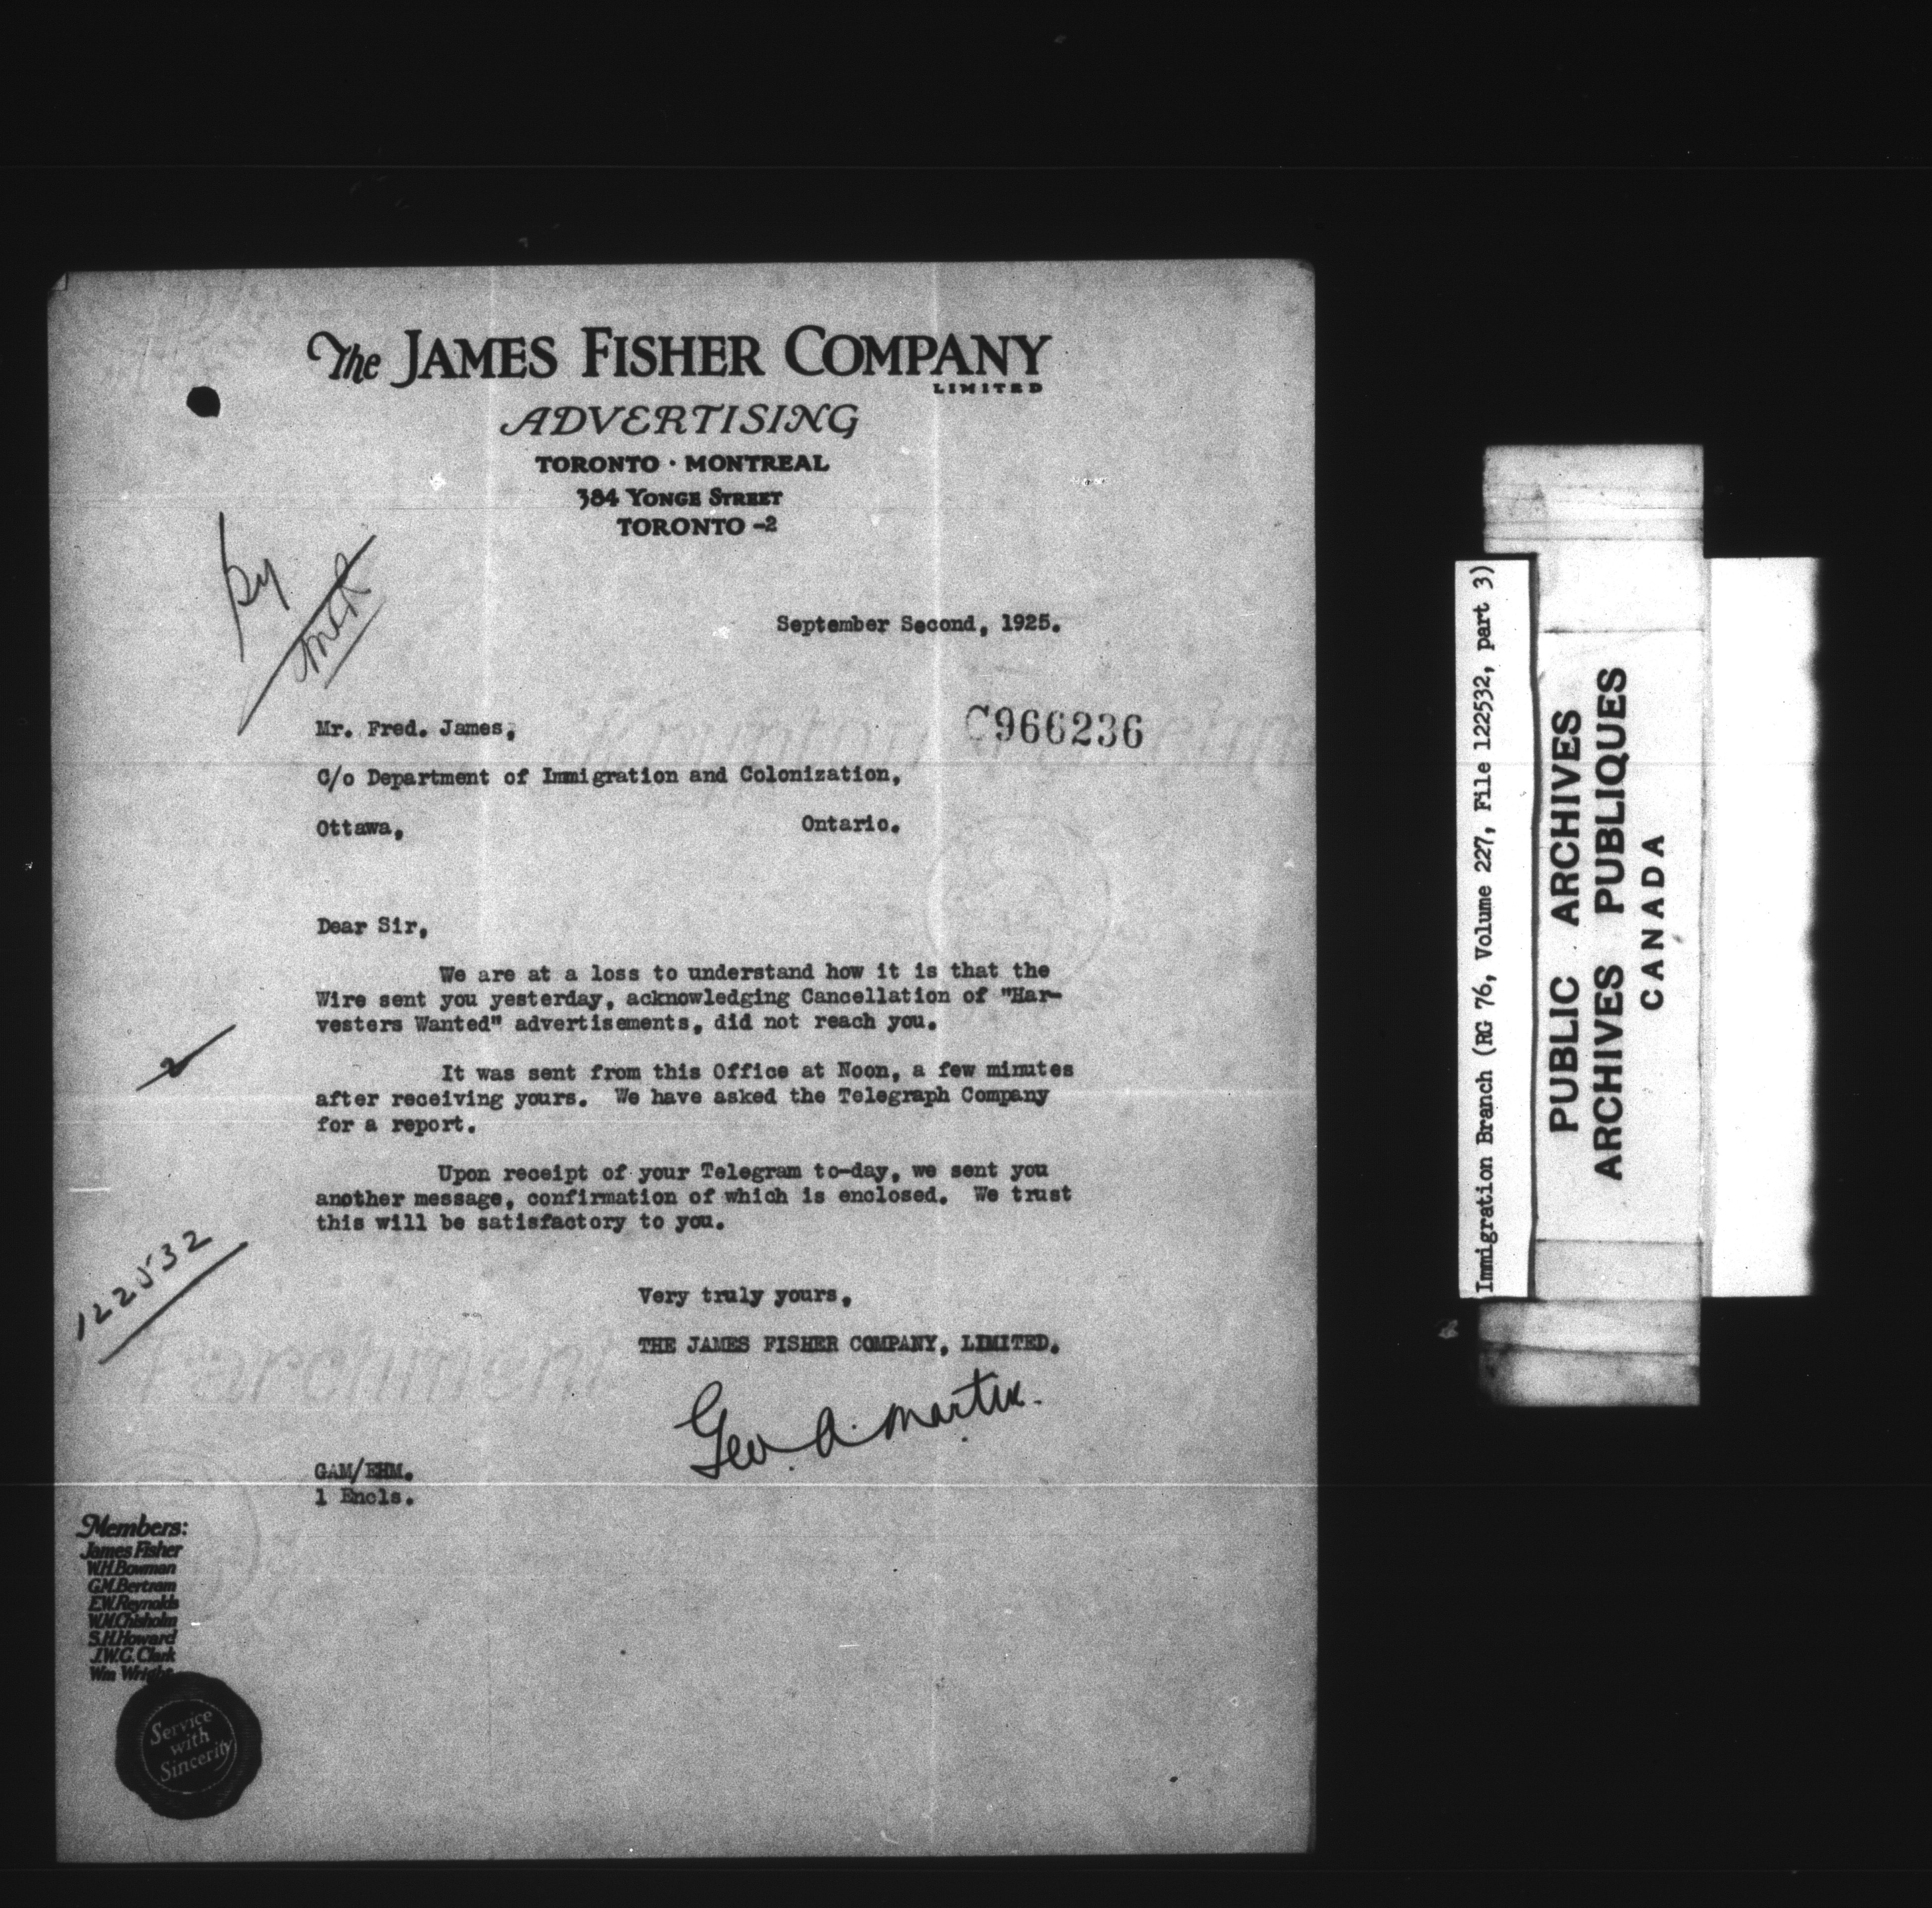 The JAMES FISHER COMPANY
LIMITED
ADVERTISING
TORONTO · MONTREAL
384 YONGE STREET
TORONTO -2
September Second, 1925.
C966236
Mr. Fred. James,
C/o Department of Immigration and Colonization,
Ottawa, Ontario.
Dear Sir,
We are at a loss to understand how it is that the
Wire sent you yesterday, acknowledging Cancellation of "Har-
vesters Wanted" advertisements, did not reach you.
It was sent from this Office at Noon, a few minutes
after receiving yours. We have asked the Telegraph Company
for a report.
Upon receipt of your Telegram to-day, we sent you
another message, confirmation of which is enclosed. We trust
this will be satisfactory to you.
122532
Very truly yours,
THE JAMES FISHER COMPANY, LIMITED.
Geo. A. Martin.
GAM/EHM.
1 Encls.
Members:
James Fisher
W.H.Bowman
G.M.Bertram
E.W.Reynolds
W.M.Chisholm
S.H.Howard
J.W.G. Clark
Wm Wright
Service
with
Sincerity
Parchment
Immigration Branch (RG 76, Volume 227, File 122532, part 3)
PUBLIC ARCHIVES
ARCHIVES PUBLIQUES
CANADA